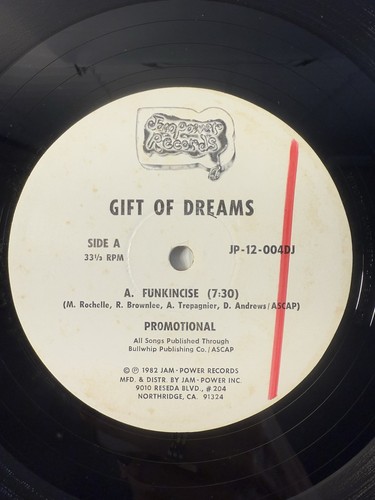 Jam-Power
Records
GIFT OF DREAMS
SIDE A
33⅓ RPM
JP-12-004DJ
A. FUNKINCISE (7:30)
(M. Rochelle, R. Brownlee, A. Trepagnier, D. Andrews/ASCAP)
PROMOTIONAL
All Songs Published Through
Bullwhip Publishing Co./ASCAP
© ℗ 1982 JAM-POWER RECORDS
MFD. & DISTR. BY JAM-POWER INC.
9010 RESEDA BLVD., # 204
NORTHRIDGE, CA. 91324